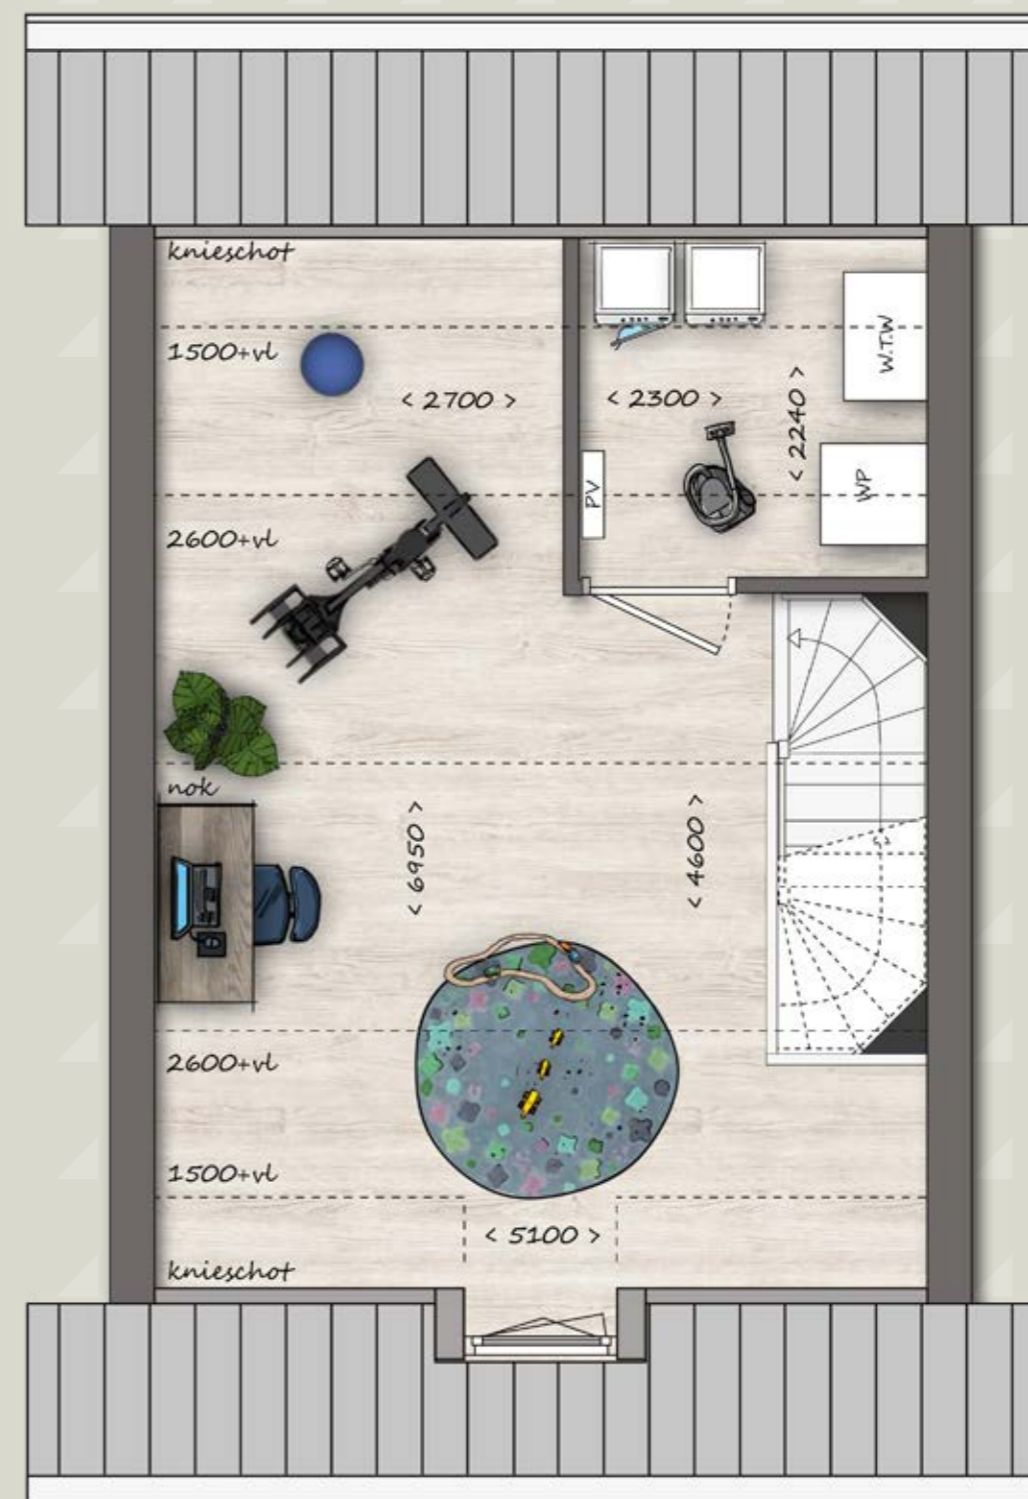 knieschot
1500+vl
< 2700 >
< 2300 >
< 2240 >
W.T.W
PV
WP
2600+vl
nok
< 6950 >
< 4600 >
2600+vl
1500+vl
< 5100 >
knieschot